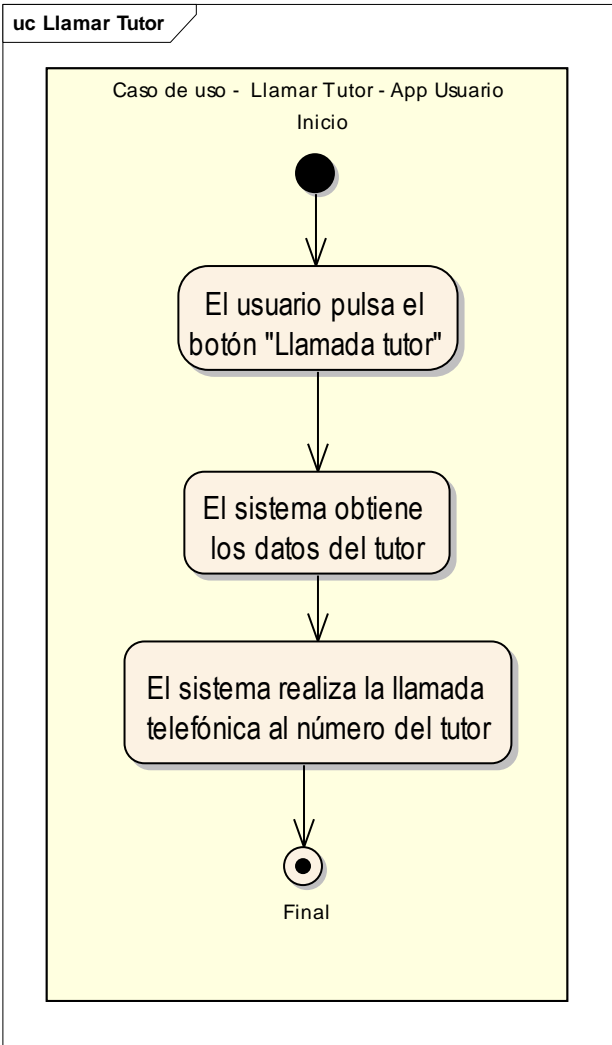 uc Llamar Tutor
Caso de uso - Llamar Tutor - App Usuario
Inicio
El usuario pulsa el
botón "Llamada tutor"
El sistema obtiene
los datos del tutor
El sistema realiza la llamada
telefónica al número del tutor
Final